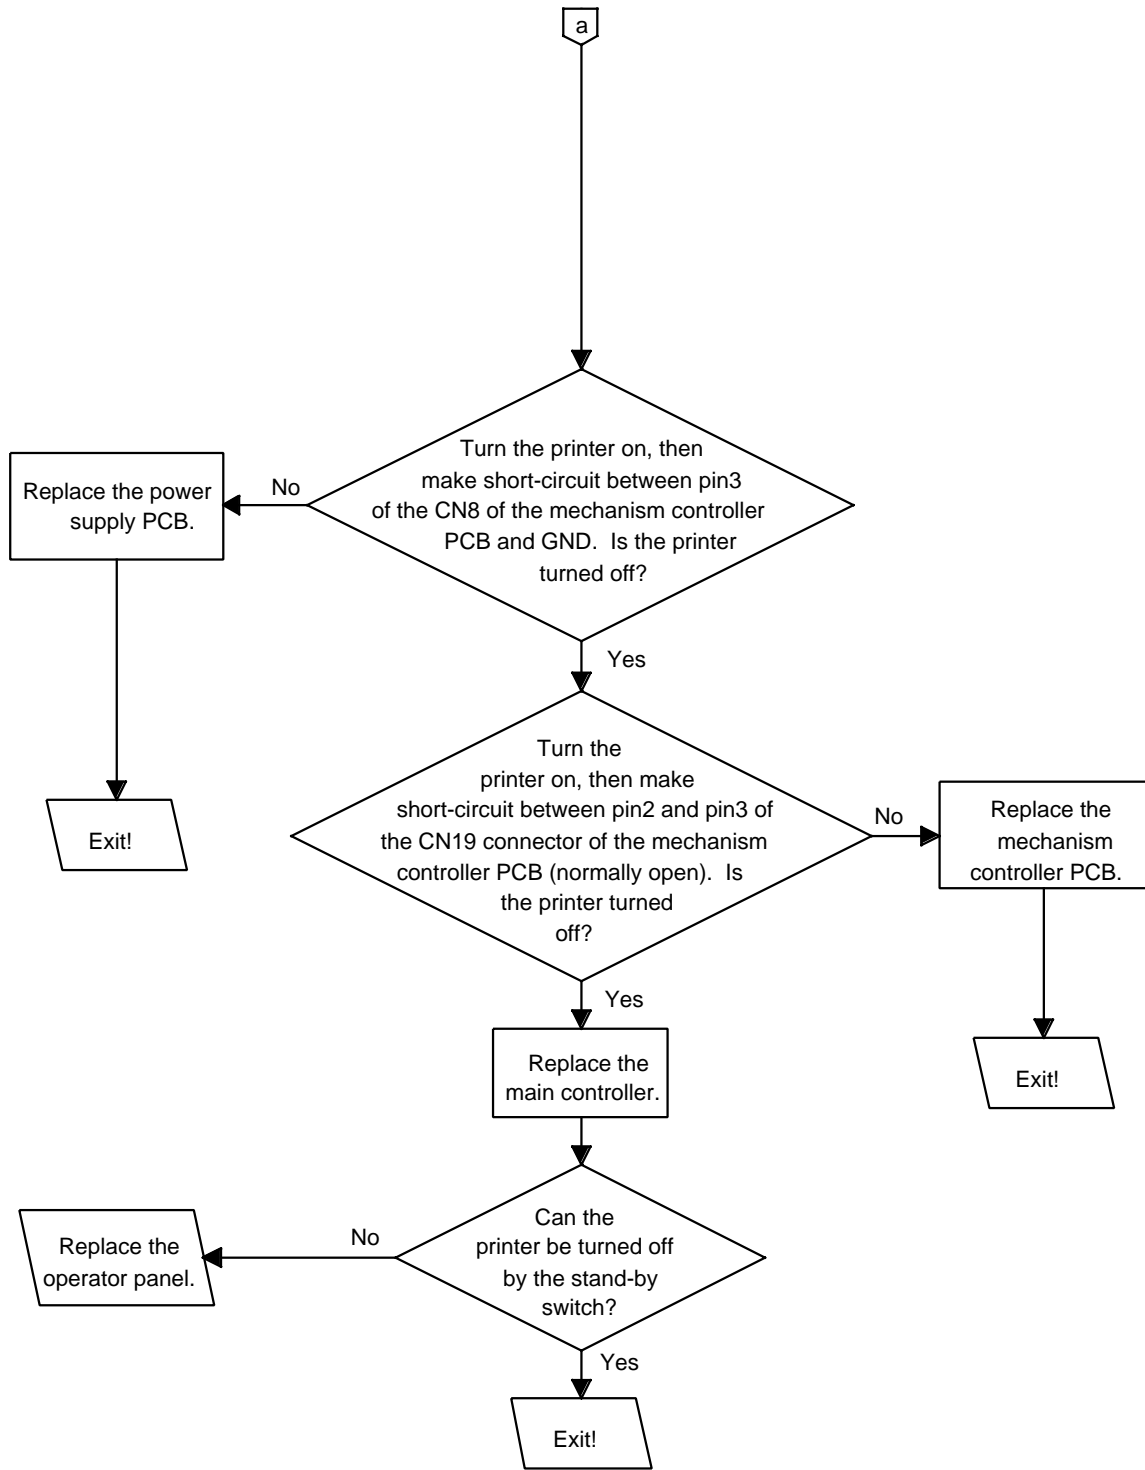 a
Turn the printer on, then
make short-circuit between pin3
of the CN8 of the mechanism controller
PCB and GND.  Is the printer
turned off?
No
Replace the power
supply PCB.
Exit!
Yes
Turn the
printer on, then make
short-circuit between pin2 and pin3 of
the CN19 connector of the mechanism
controller PCB (normally open).  Is
the printer turned
off?
No
Replace the
mechanism
controller PCB.
Exit!
Yes
Replace the
main controller.
Can the
printer be turned off
by the stand-by
switch?
No
Replace the
operator panel.
Yes
Exit!